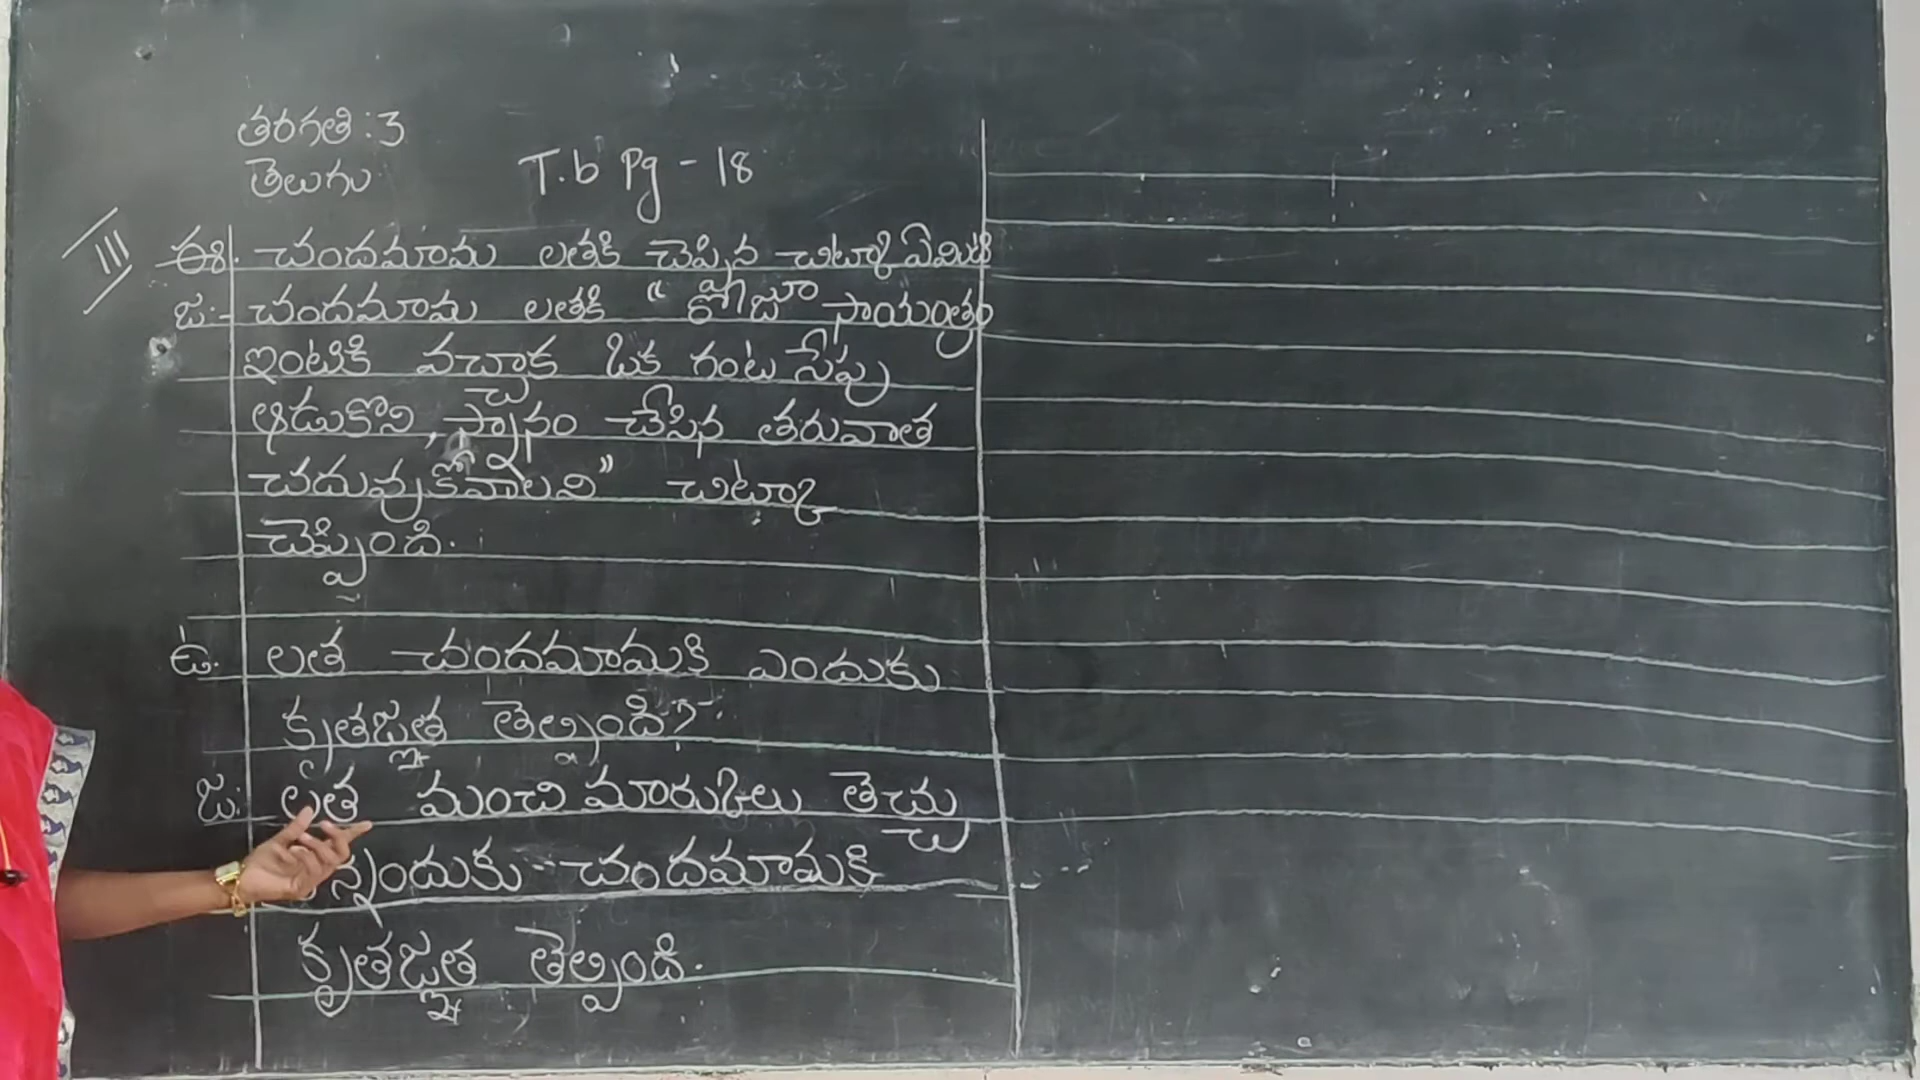 తరగతి : 3
తెలుగు
T.b Pg - 18
III
ఈ. చందమామ లతకి చెప్పిన చిట్కా ఏమిటి
జ:- చందమామ లతకి "రోజూ సాయంత్రం
ఇంటికి వచ్చాక ఒక గంట సేపు
ఆడుకొని, స్నానం చేసిన తరువాత
చదువుకోవాలని" చిట్కా
చెప్పింది.
ఉ. లత చందమామకి ఎందుకు
కృతజ్ఞత తెల్పింది?
జ: లత మంచి మార్కులు తెచ్చు
చందమామకి
కృతజ్ఞత తెల్పింది.